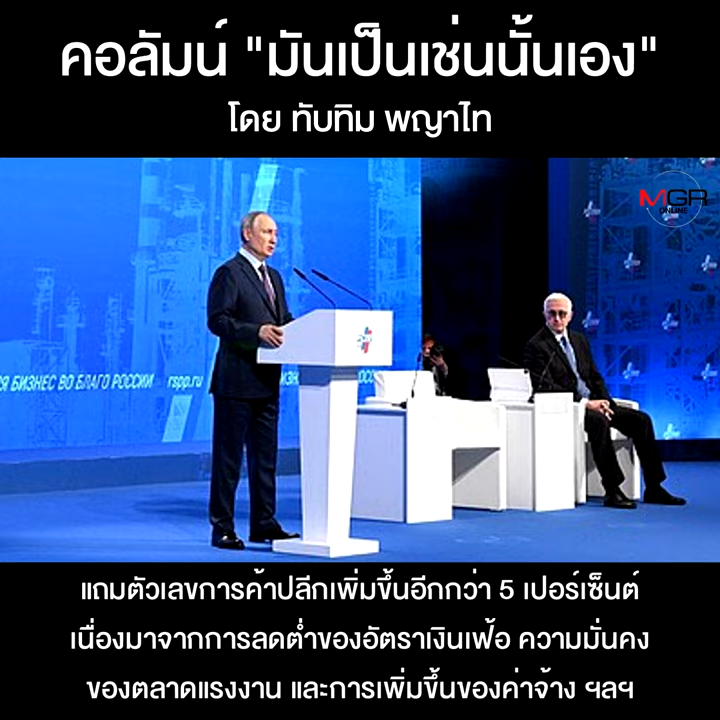 คอลัมน์ "มันเป็นเช่นนั้นเอง"
โดย ทับทิม พญาไท
MGR
ONLINE
СЯ БИЗНЕС ВО БЛАГО РОССИИ rspp.ru
แถมตัวเลขการค้าปลีกเพิ่มขึ้นอีกกว่า 5 เปอร์เซ็นต์
เนื่องมาจากการลดต่ำของอัตราเงินเฟ้อ ความมั่นคง
ของตลาดแรงงาน และการเพิ่มขึ้นของค่าจ้าง ฯลฯ